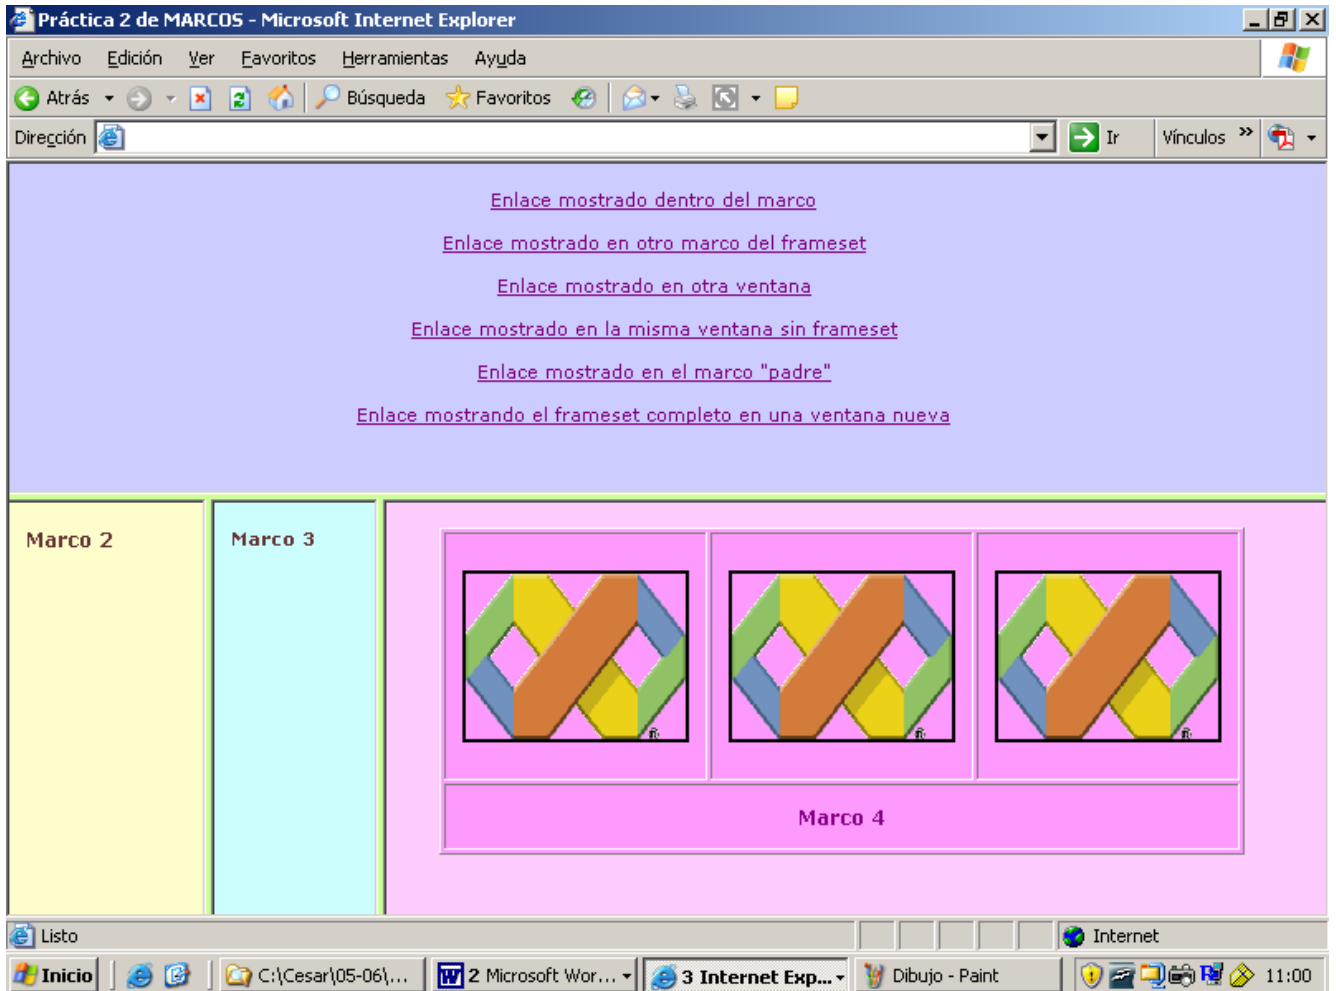 Práctica 2 de MARCOS - Microsoft Internet Explorer
Archivo Edición Ver Favoritos Herramientas Ayuda
Atrás Búsqueda Favoritos
Dirección Ir Vínculos »
Enlace mostrado dentro del marco
Enlace mostrado en otro marco del frameset
Enlace mostrado en otra ventana
Enlace mostrado en la misma ventana sin frameset
Enlace mostrado en el marco "padre"
Enlace mostrando el frameset completo en una ventana nueva
Marco 2 Marco 3
® ® ®
Marco 4
Listo Internet
Inicio C:\Cesar\05-06\... 2 Microsoft Wor... 3 Internet Exp... Dibujo - Paint 11:00